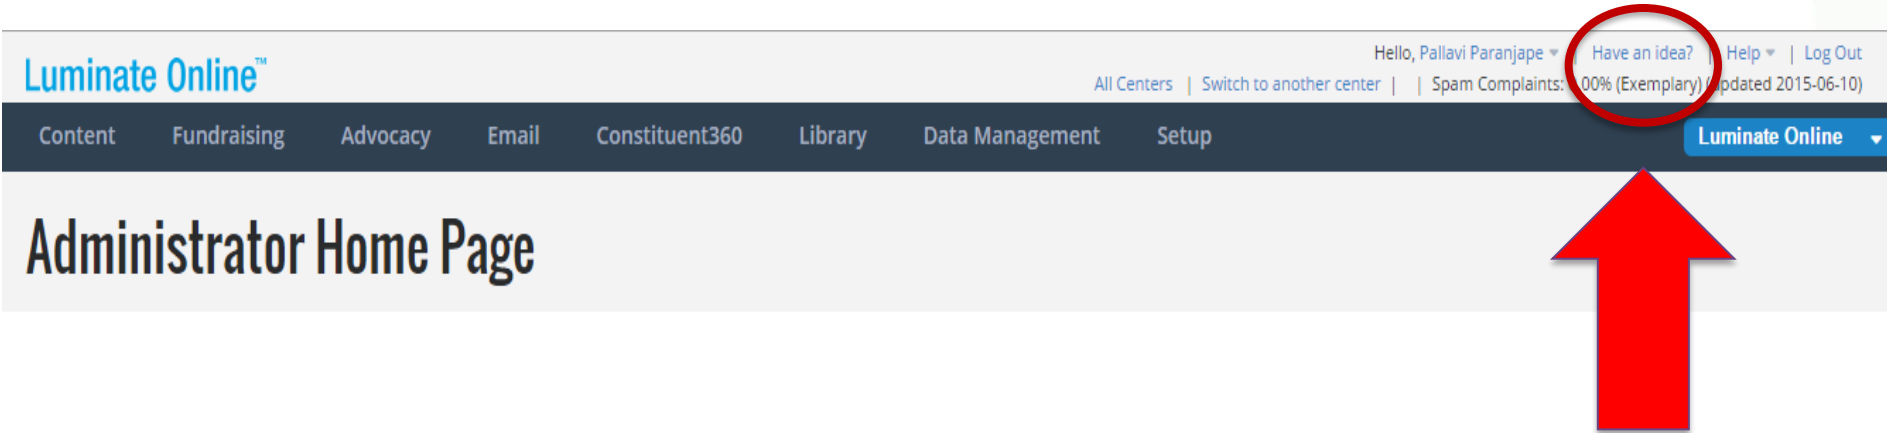 Luminate Online™
Hello, Pallavi Paranjape | Have an idea? | Help | Log Out
All Centers | Switch to another center | | Spam Complaints: 00% (Exemplary) updated 2015-06-10)
Content Fundraising Advocacy Email Constituent360 Library Data Management Setup Luminate Online
Administrator Home Page